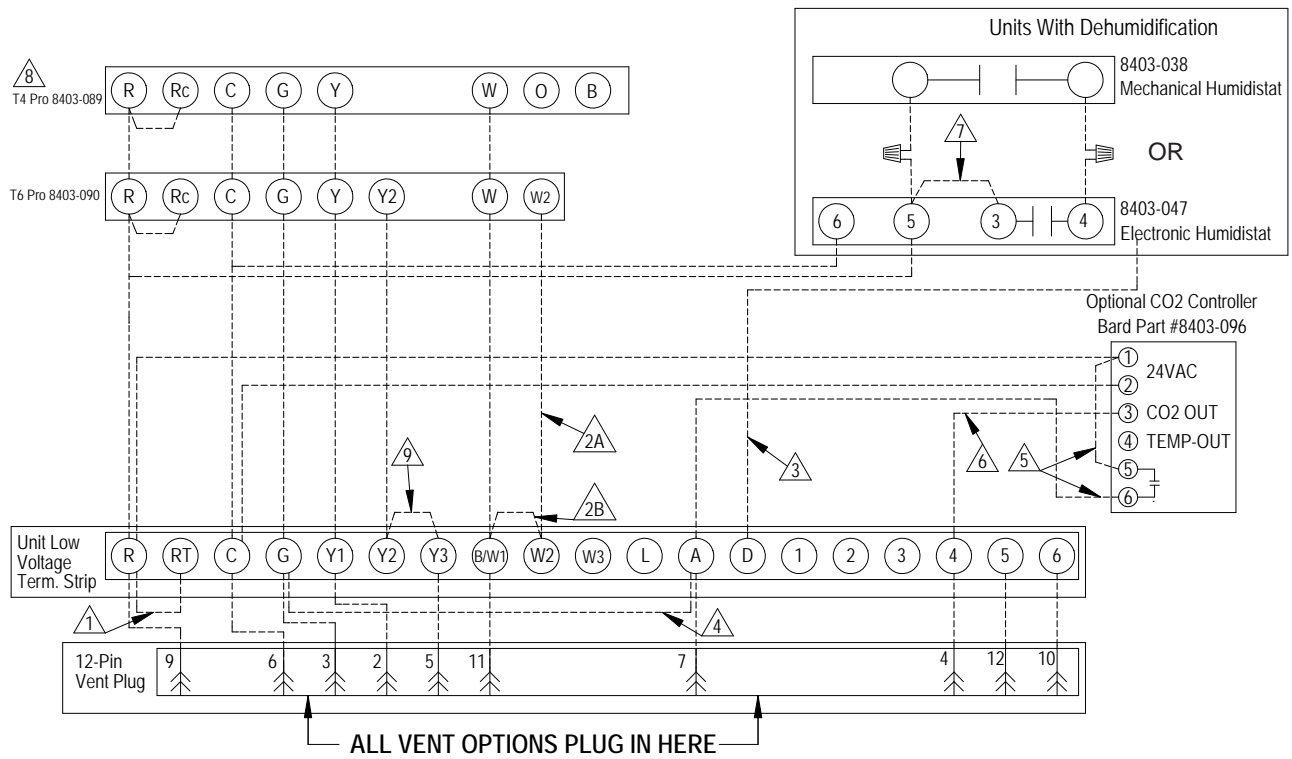 Units With Dehumidification
8403-038
Mechanical Humidistat
7
OR
6 5 3 4
8403-047
Electronic Humidistat
8
T4 Pro 8403-089
R Rc C G Y W O B
T6 Pro 8403-090
R Rc C G Y Y2 W W2
Optional CO2 Controller
Bard Part #8403-096
1
24VAC
2
3 CO2 OUT
4 TEMP-OUT
5
6
2A
9
2B
3
6
5
Unit Low
Voltage
Term. Strip
R RT C G Y1 Y2 Y3 B/W1 W2 W3 L A D 1 2 3 4 5 6
1
4
12-Pin
Vent Plug
9 6 3 2 5 11 7 4 12 10
ALL VENT OPTIONS PLUG IN HERE